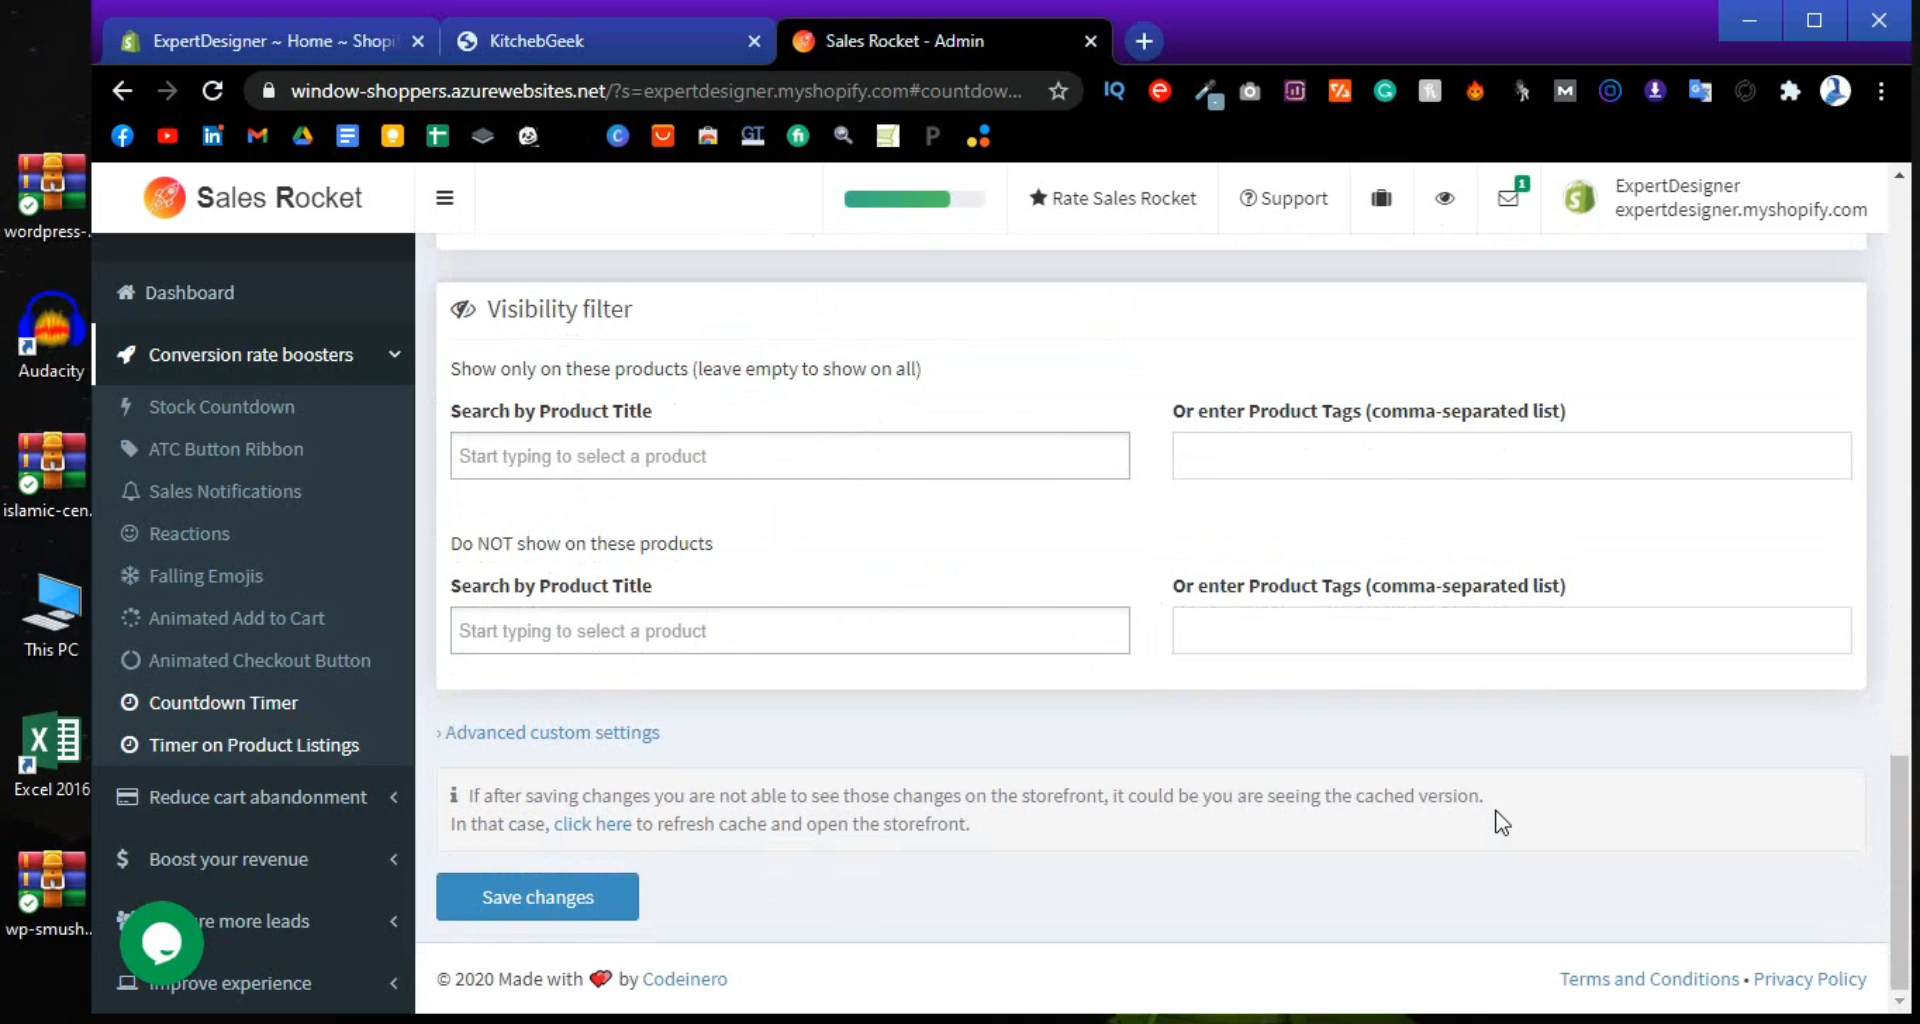 ExpertDesigner ~ Home ~ Shopi
KitchebGeek
Sales Rocket - Admin
window-shoppers.azurewebsites.net/?s=expertdesigner.myshopify.com#countdow...
Sales Rocket
Rate Sales Rocket
Support
1
ExpertDesigner
expertdesigner.myshopify.com
wordpress-.
Audacity
islamic-cen.
This PC
Excel 2016
wp-smush..
Dashboard
Conversion rate boosters
Stock Countdown
ATC Button Ribbon
Sales Notifications
Reactions
Falling Emojis
Animated Add to Cart
Animated Checkout Button
Countdown Timer
Timer on Product Listings
Reduce cart abandonment
Boost your revenue
re more leads
Improve experience
Visibility filter
Show only on these products (leave empty to show on all)
Search by Product Title
Or enter Product Tags (comma-separated list)
Start typing to select a product
Do NOT show on these products
Search by Product Title
Or enter Product Tags (comma-separated list)
Start typing to select a product
› Advanced custom settings
If after saving changes you are not able to see those changes on the storefront, it could be you are seeing the cached version.
In that case, click here to refresh cache and open the storefront.
Save changes
© 2020 Made with ❤ by Codeinero
Terms and Conditions • Privacy Policy